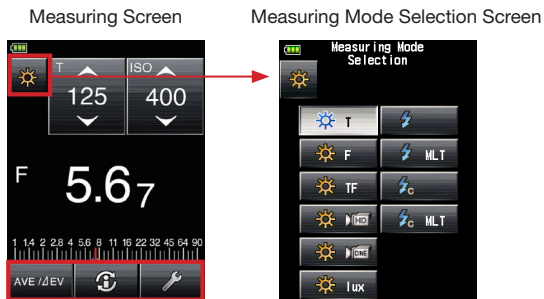 Measuring Screen
Measuring Mode Selection Screen
T
ISO
125
400
F
5.67
1 1.4 2 2.8 4 5.6 8 11 16 22 32 45 64 90
AVE/⊿EV
Measuring Mode
Selection
T
F
MLT
TF
C
HD
C MLT
CINE
lux